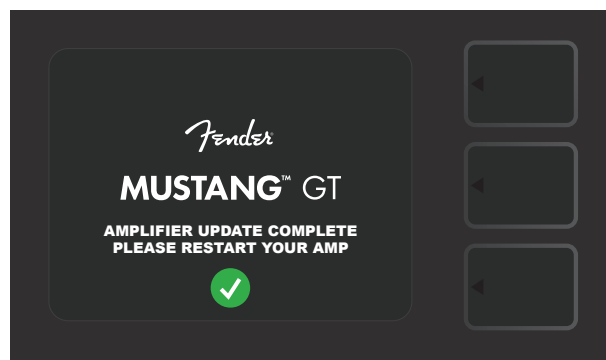 Fender
MUSTANG™ GT
AMPLIFIER UPDATE COMPLETE
PLEASE RESTART YOUR AMP